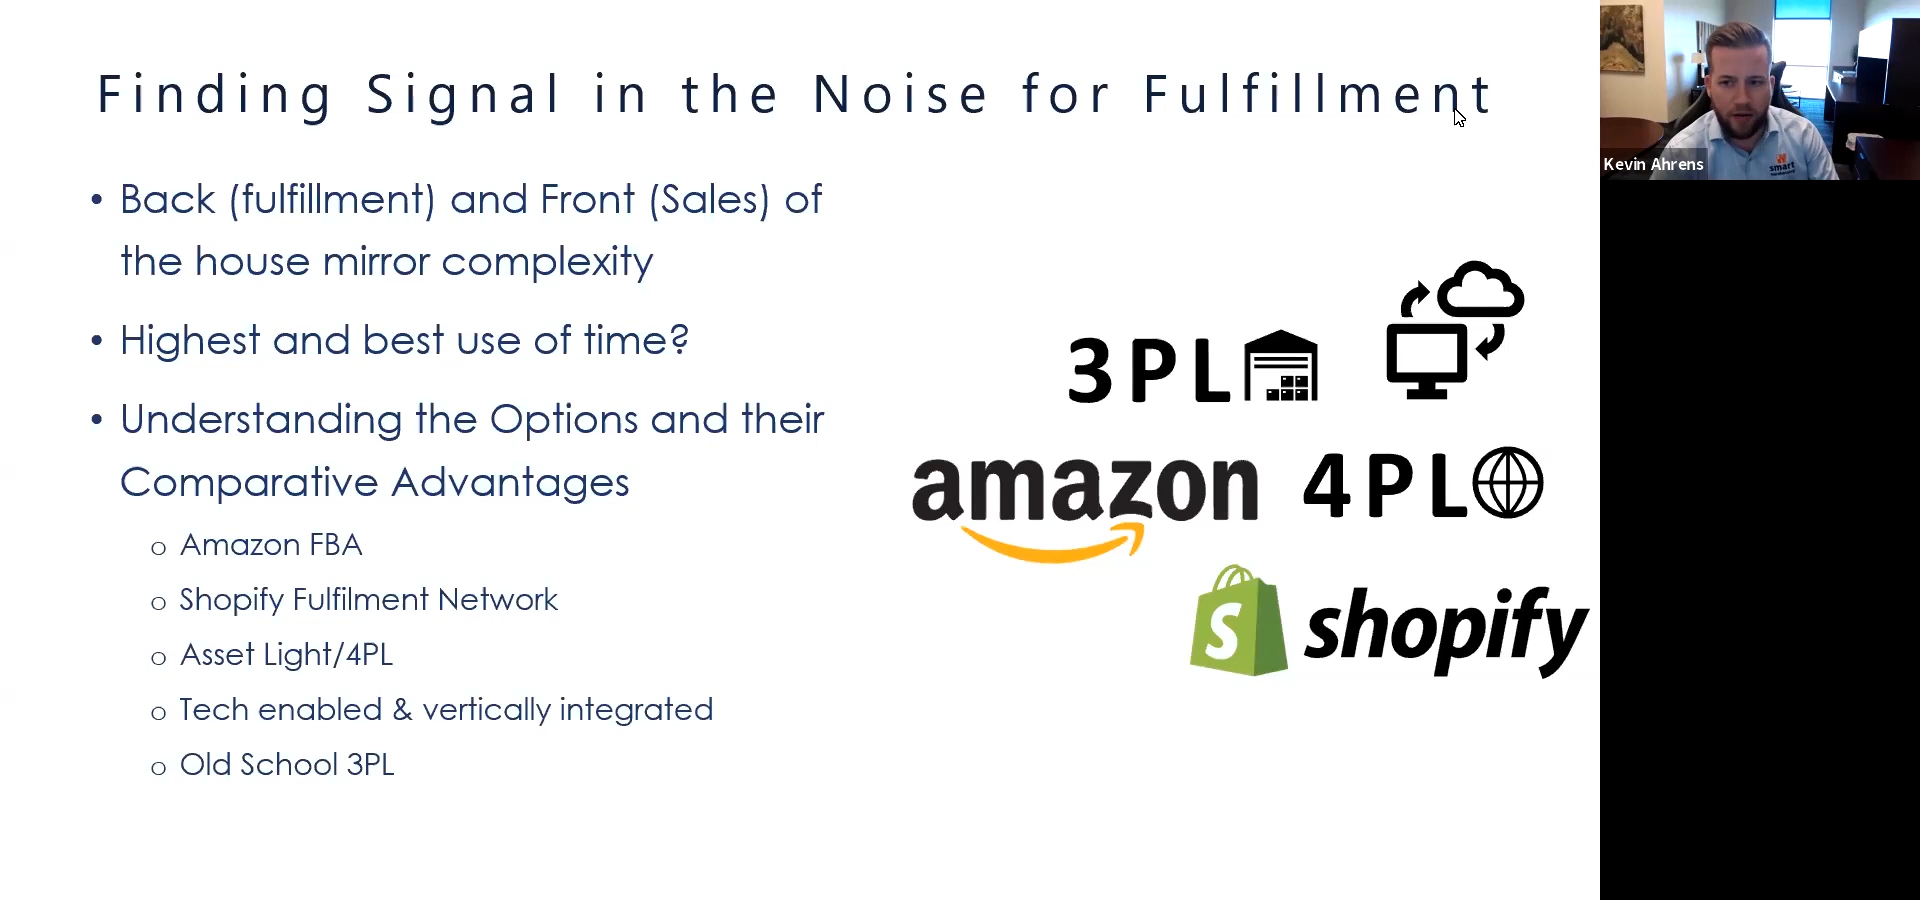 Finding Signal in the Noise for Fulfillment
• Back (fulfillment) and Front (Sales) of
the house mirror complexity
• Highest and best use of time?
• Understanding the Options and their
Comparative Advantages
o Amazon FBA
o Shopify Fulfilment Network
o Asset Light/4PL
o Tech enabled & vertically integrated
o Old School 3PL
3PL
amazon
4PL
S shopify
Kevin Ahrens
smart